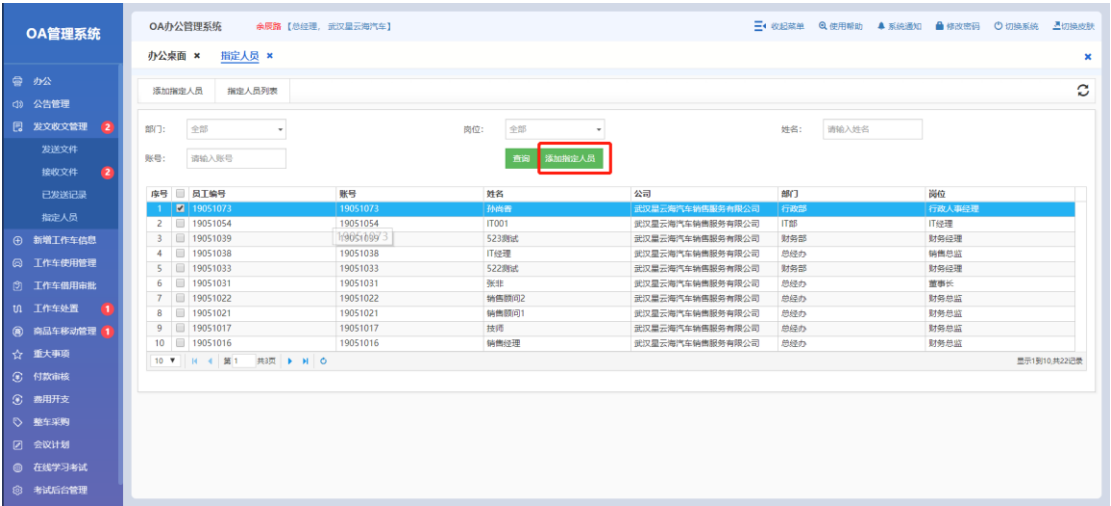 OA管理系统
OA办公管理系统 余辰路【总经理，武汉星云海汽车】 收起菜单 使用帮助 系统通知 修改密码 切换系统 切换皮肤
办公桌面 × 指定人员 ×
办公
公告管理
发文收文管理 2
发送文件
接收文件 2
已发送记录
指定人员
新增工作车信息
工作车使用管理
工作车借用审批
工作车处置 1
商品车移动管理 1
重大事项
付款审核
费用开支
整车采购
会议计划
在线学习考试
考试后台管理
添加指定人员 指定人员列表
部门： 全部 岗位： 全部 姓名： 请输入姓名
账号： 请输入账号 查询 添加指定人员
序号 员工编号 账号 姓名 公司 部门 岗位
1 19051073 19051073 孙尚香 武汉星云海汽车销售服务有限公司 行政部 行政人事经理
2 19051054 19051054 IT001 武汉星云海汽车销售服务有限公司 IT部 IT经理
3 19051039 19051039 523测试 武汉星云海汽车销售服务有限公司 财务部 财务经理
19051073
4 19051038 19051038 IT经理 武汉星云海汽车销售服务有限公司 总经办 销售总监
5 19051033 19051033 522测试 武汉星云海汽车销售服务有限公司 财务部 财务经理
6 19051031 19051031 张非 武汉星云海汽车销售服务有限公司 总经办 董事长
7 19051022 19051022 销售顾问2 武汉星云海汽车销售服务有限公司 总经办 财务总监
8 19051021 19051021 销售顾问1 武汉星云海汽车销售服务有限公司 总经办 财务总监
9 19051017 19051017 技师 武汉星云海汽车销售服务有限公司 总经办 财务总监
10 19051016 19051016 销售经理 武汉星云海汽车销售服务有限公司 总经办 财务总监
10 第 1 共3页 显示1到10,共22记录